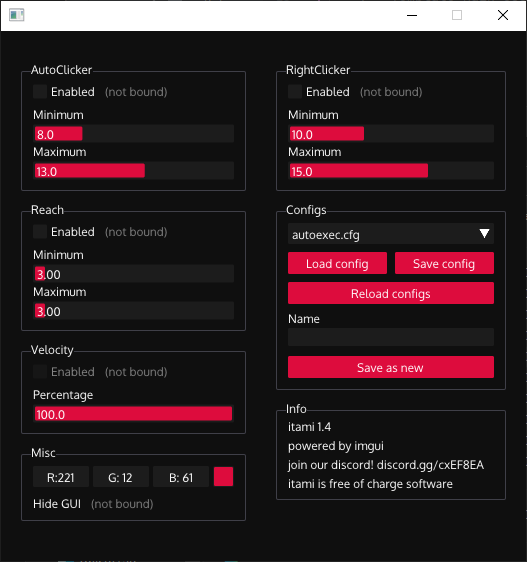 AutoClicker
Enabled (not bound)
Minimum
8.0
Maximum
13.0
Reach
Enabled (not bound)
Minimum
3.00
Maximum
3.00
Velocity
Enabled (not bound)
Percentage
100.0
Misc
R:221 G: 12 B: 61
Hide GUI (not bound)
RightClicker
Enabled (not bound)
Minimum
10.0
Maximum
15.0
Configs
autoexec.cfg
Load config Save config
Reload configs
Name
Save as new
Info
itami 1.4
powered by imgui
join our discord! discord.gg/cxEF8EA
itami is free of charge software